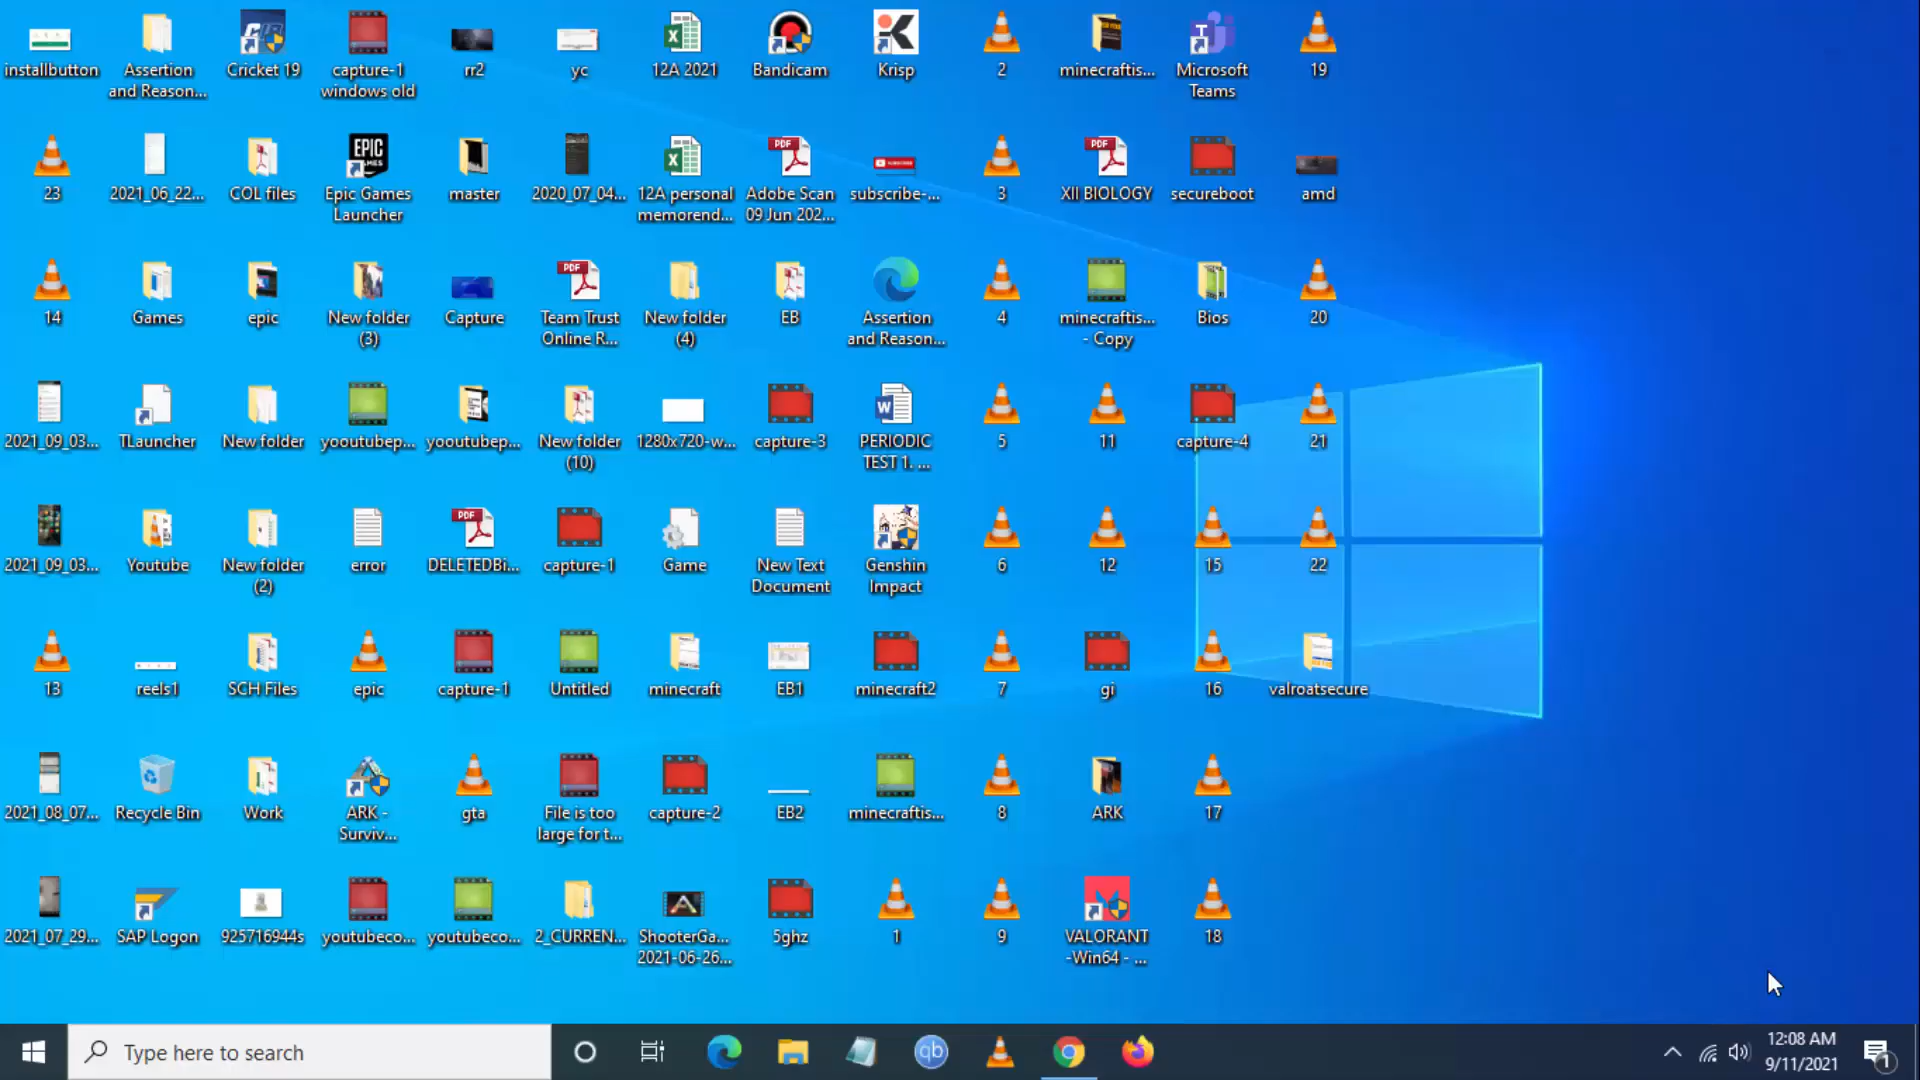 installbutton
Assertion
and Reason...
Cricket 19
capture-1
windows old
rr2
yc
12A 2021
Bandicam
Krisp
2
minecraftis...
Microsoft
Teams
19
23
2021_06_22...
COL files
EPIC
GAMES
Epic Games
Launcher
master
2020_07_04...
12A personal
memorend...
PDF
Adobe Scan
09 Jun 202...
subscribe-...
3
PDF
XII BIOLOGY
secureboot
amd
14
Games
epic
New folder
(3)
Capture
PDF
Team Trust
Online R...
New folder
(4)
EB
Assertion
and Reason...
4
minecraftis...
- Copy
Bios
20
2021_09_03...
TLauncher
New folder
yooutubep...
yooutubep...
New folder
(10)
1280x720-w...
capture-3
PERIODIC
TEST 1. ...
5
11
capture-4
21
2021_09_03...
Youtube
New folder
(2)
error
PDF
DELETEDBi...
capture-1
Game
New Text
Document
Genshin
Impact
6
12
15
22
13
reels1
SCH Files
epic
capture-1
Untitled
minecraft
EB1
minecraft2
7
gi
16
valroatsecure
2021_08_07...
Recycle Bin
Work
ARK -
Surviv...
gta
File is too
large for t...
capture-2
EB2
minecraftis...
8
ARK
17
2021_07_29...
SAP Logon
925716944s
youtubeco...
youtubeco...
2_CURREN...
ShooterGa...
2021-06-26...
5ghz
1
9
VALORANT
-Win64 - ...
18
Type here to search
qb
12:08 AM
9/11/2021
1